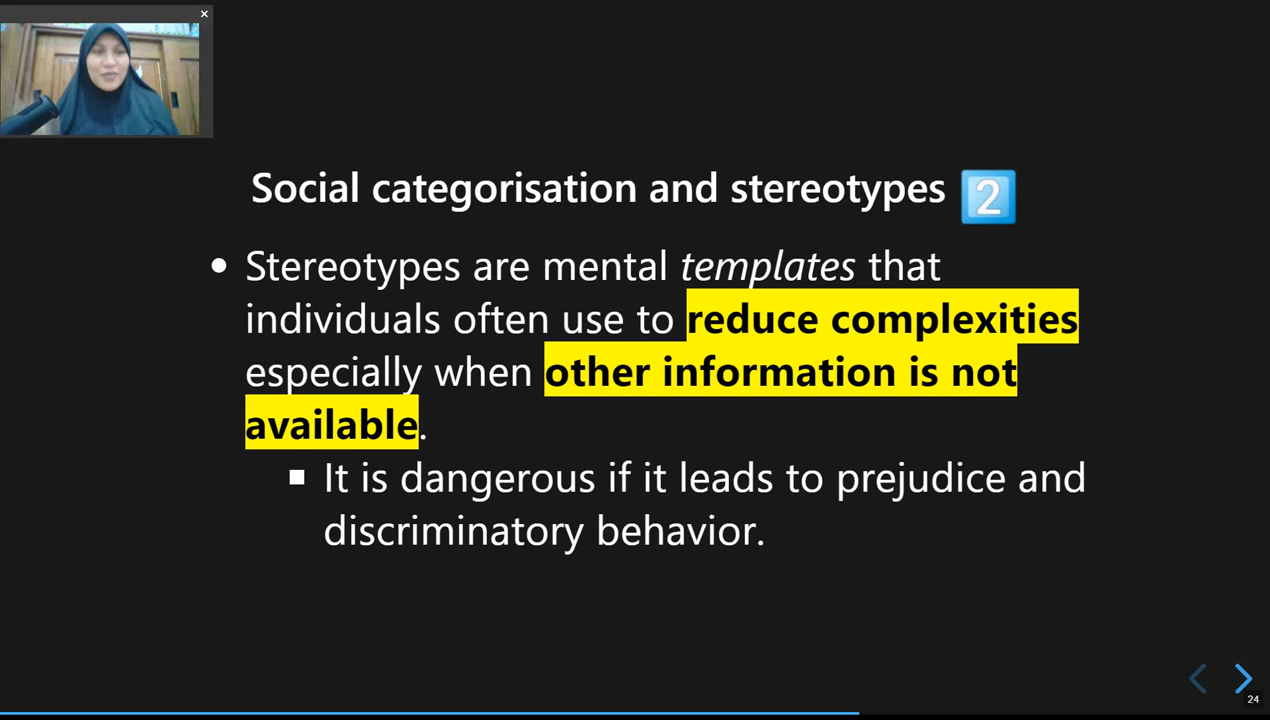 ×
Social categorisation and stereotypes 2️⃣
• Stereotypes are mental templates that
individuals often use to reduce complexities
especially when other information is not
available.
▪ It is dangerous if it leads to prejudice and
discriminatory behavior.
24